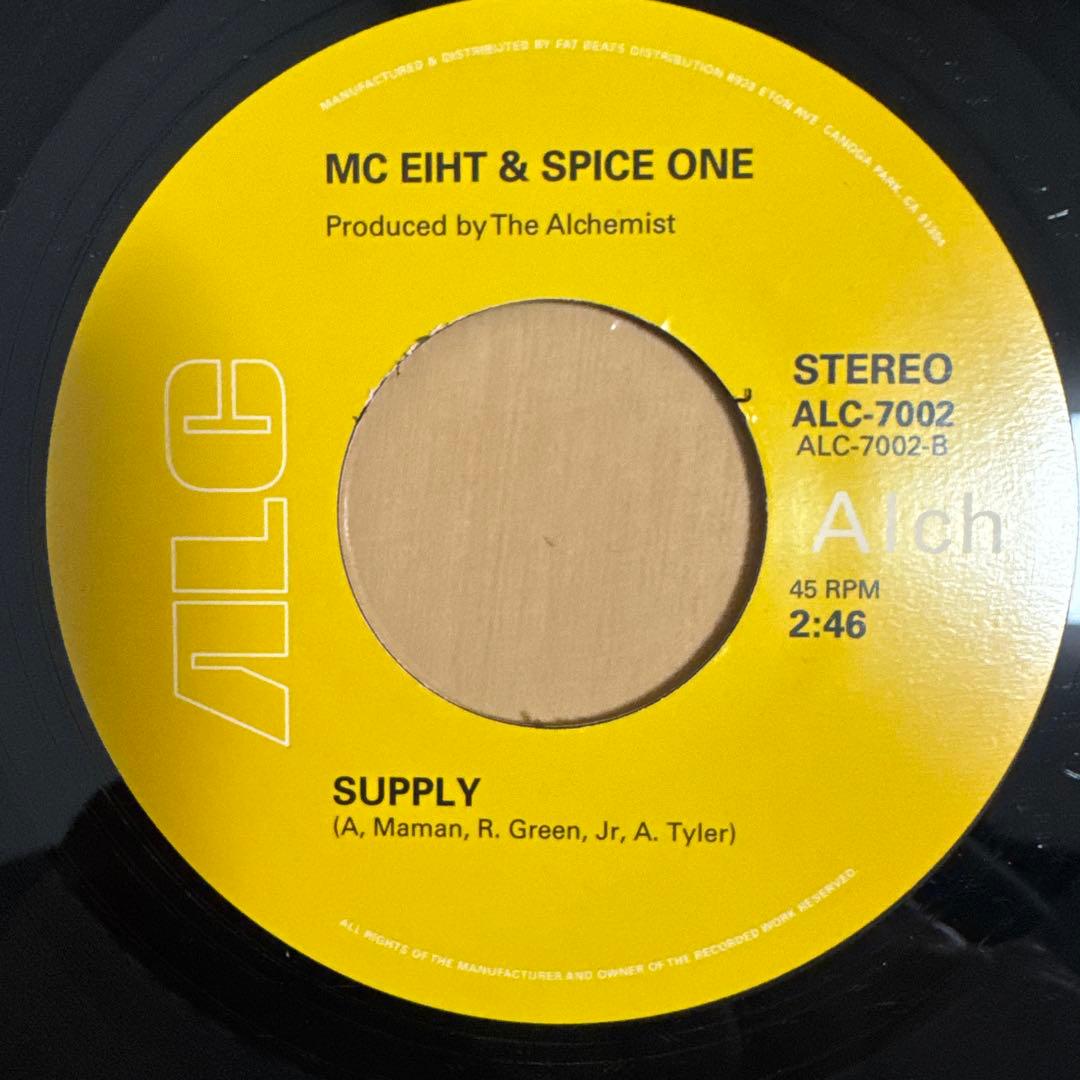 MANUFACTURED & DISTRIBUTED BY FAT BEATS DISTRIBUTION 8923 ETON AVE CANOGA PARK, CA 91304
MC EIHT & SPICE ONE
Produced by The Alchemist
ALC
STEREO
ALC-7002
ALC-7002-B
Alch
45 RPM
2:46
SUPPLY
(A, Maman, R. Green, Jr, A. Tyler)
ALL RIGHTS OF THE MANUFACTURER AND OWNER OF THE RECORDED WORK RESERVED.